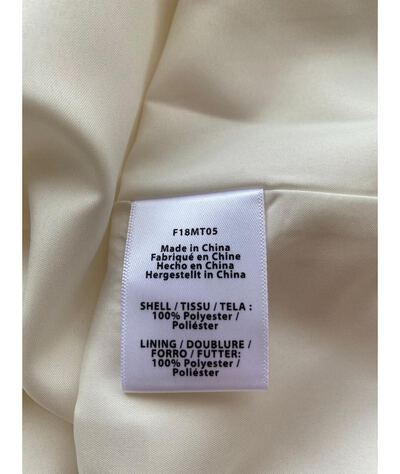 F18MT05
Made in China
Fabriqué en Chine
Hecho en China
Hergestellt in China
SHELL / TISSU / TELA :
100% Polyester /
Poliéster
LINING / DOUBLURE /
FORRO / FUTTER:
100% Polyester /
Poliéster